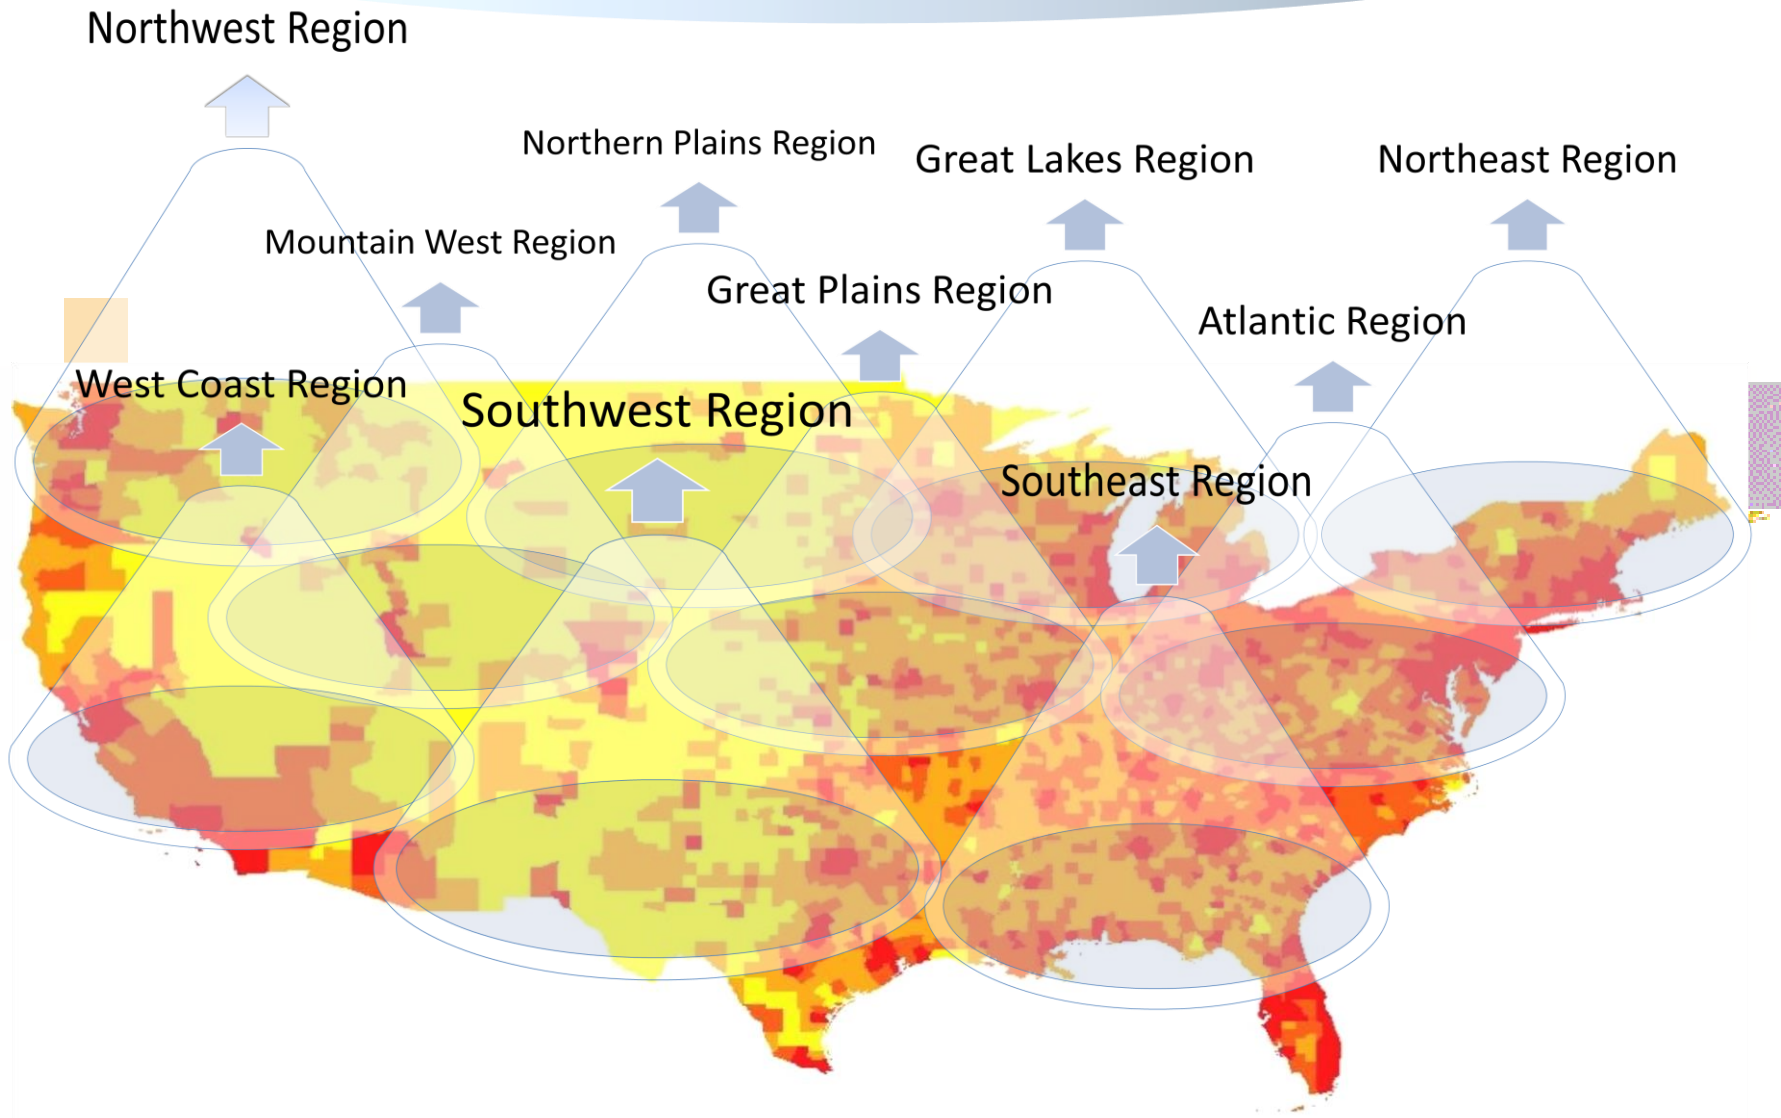 Northwest Region
Northern Plains Region
Great Lakes Region
Northeast Region
Mountain West Region
Great Plains Region
Atlantic Region
West Coast Region
Southwest Region
Southeast Region